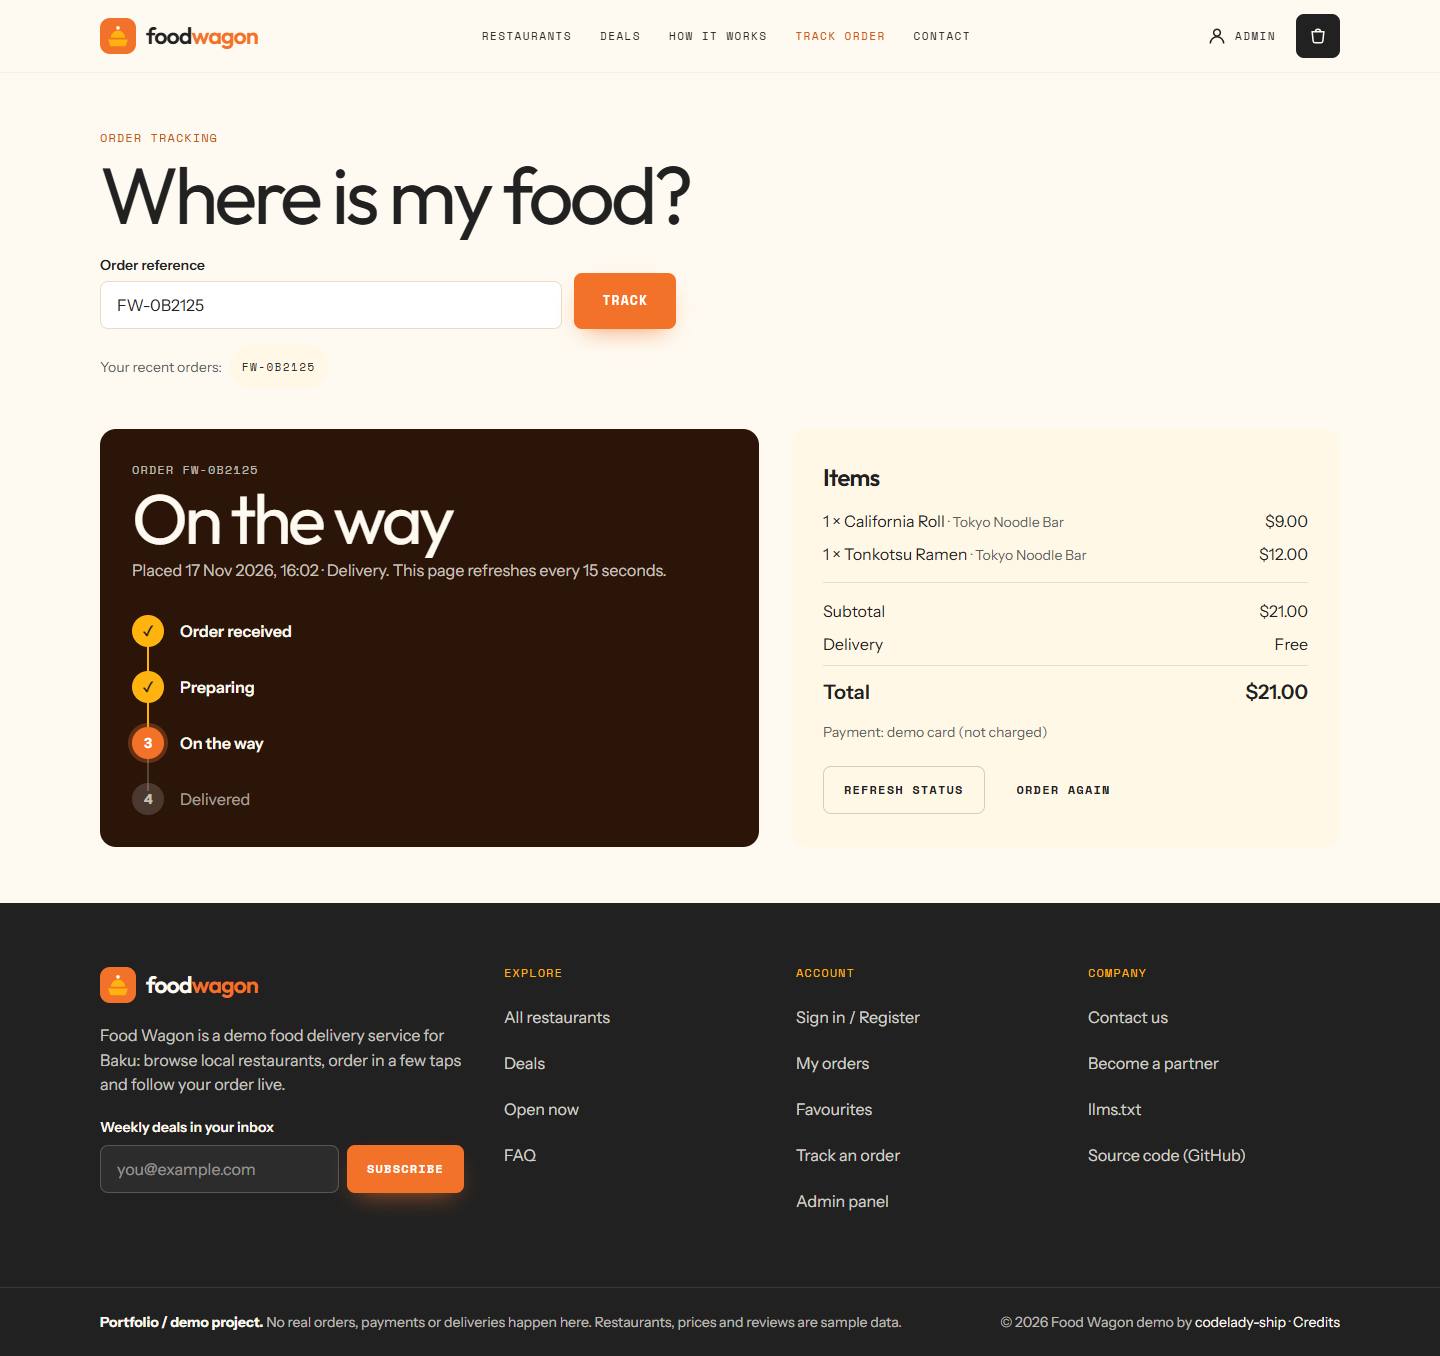 foodwagon
RESTAURANTS
DEALS
HOW IT WORKS
TRACK ORDER
CONTACT
ADMIN
ORDER TRACKING
Where is my food?
Order reference
FW-0B2125
TRACK
Your recent orders: FW-0B2125
ORDER FW-0B2125
On the way
Placed 17 Nov 2026, 16:02 · Delivery. This page refreshes every 15 seconds.
✓ Order received
✓ Preparing
3 On the way
4 Delivered
Items
1 × California Roll · Tokyo Noodle Bar $9.00
1 × Tonkotsu Ramen · Tokyo Noodle Bar $12.00
Subtotal $21.00
Delivery Free
Total $21.00
Payment: demo card (not charged)
REFRESH STATUS
ORDER AGAIN
foodwagon
Food Wagon is a demo food delivery service for
Baku: browse local restaurants, order in a few taps
and follow your order live.
Weekly deals in your inbox
you@example.com
SUBSCRIBE
EXPLORE
All restaurants
Deals
Open now
FAQ
ACCOUNT
Sign in / Register
My orders
Favourites
Track an order
Admin panel
COMPANY
Contact us
Become a partner
llms.txt
Source code (GitHub)
Portfolio / demo project. No real orders, payments or deliveries happen here. Restaurants, prices and reviews are sample data.
© 2026 Food Wagon demo by codelady-ship · Credits